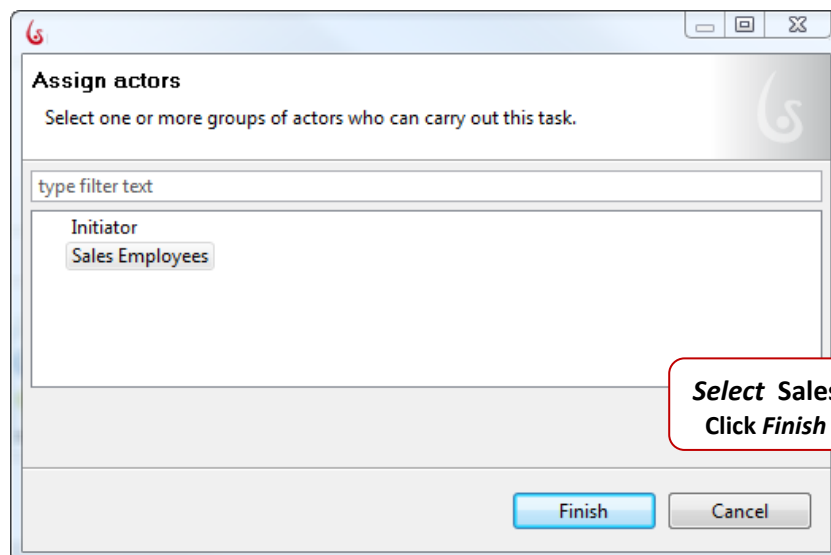 Assign actors
Select one or more groups of actors who can carry out this task.
type filter text
Initiator
Sales Employees
Select Sales
Click Finish
Finish
Cancel